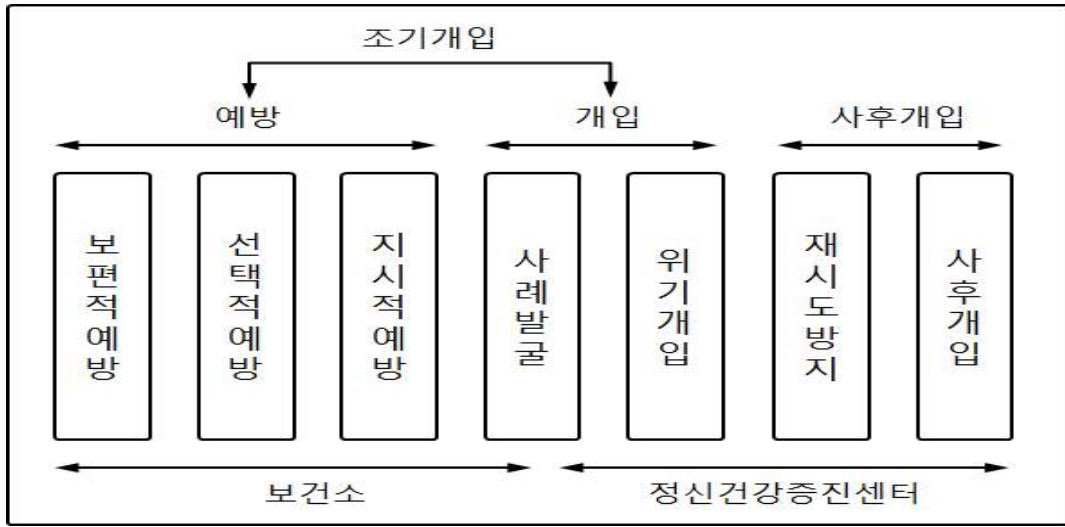 조기개입
예방
개입
사후개입
보편적예방
선택적예방
지시적예방
사례발굴
위기개입
재시도방지
사후개입
보건소
정신건강증진센터